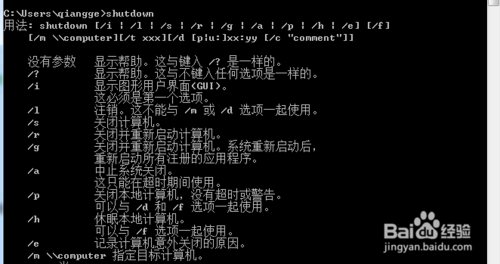 C:\Users\qiangge>shutdown
用法: shutdown [/i | /l | /s | /r | /g | /a | /p | /h | /e] [/f]
[/m \\computer][/t xxx][/d [p|u:]xx:yy [/c "comment"]]
没有参数 显示帮助。这与键入 /? 是一样的。
/? 显示帮助。这与不键入任何选项是一样的。
/i 显示图形用户界面(GUI)。
这必须是第一个选项。
/l 注销。这不能与 /m 或 /d 选项一起使用。
/s 关闭计算机。
/r 关闭并重新启动计算机。
/g 关闭并重新启动计算机。系统重新启动后,
重新启动所有注册的应用程序。
/a 中止系统关闭。
这只能在超时期间使用。
/p 关闭本地计算机，没有超时或警告。
可以与 /d 和 /f 选项一起使用。
/h 休眠本地计算机。
可以与 /f 选项一起使用。
/e 记录计算机意外关闭的原因。
/m \\computer 指定目标计算机。
Baidu 经验
jingyan.baidu.com